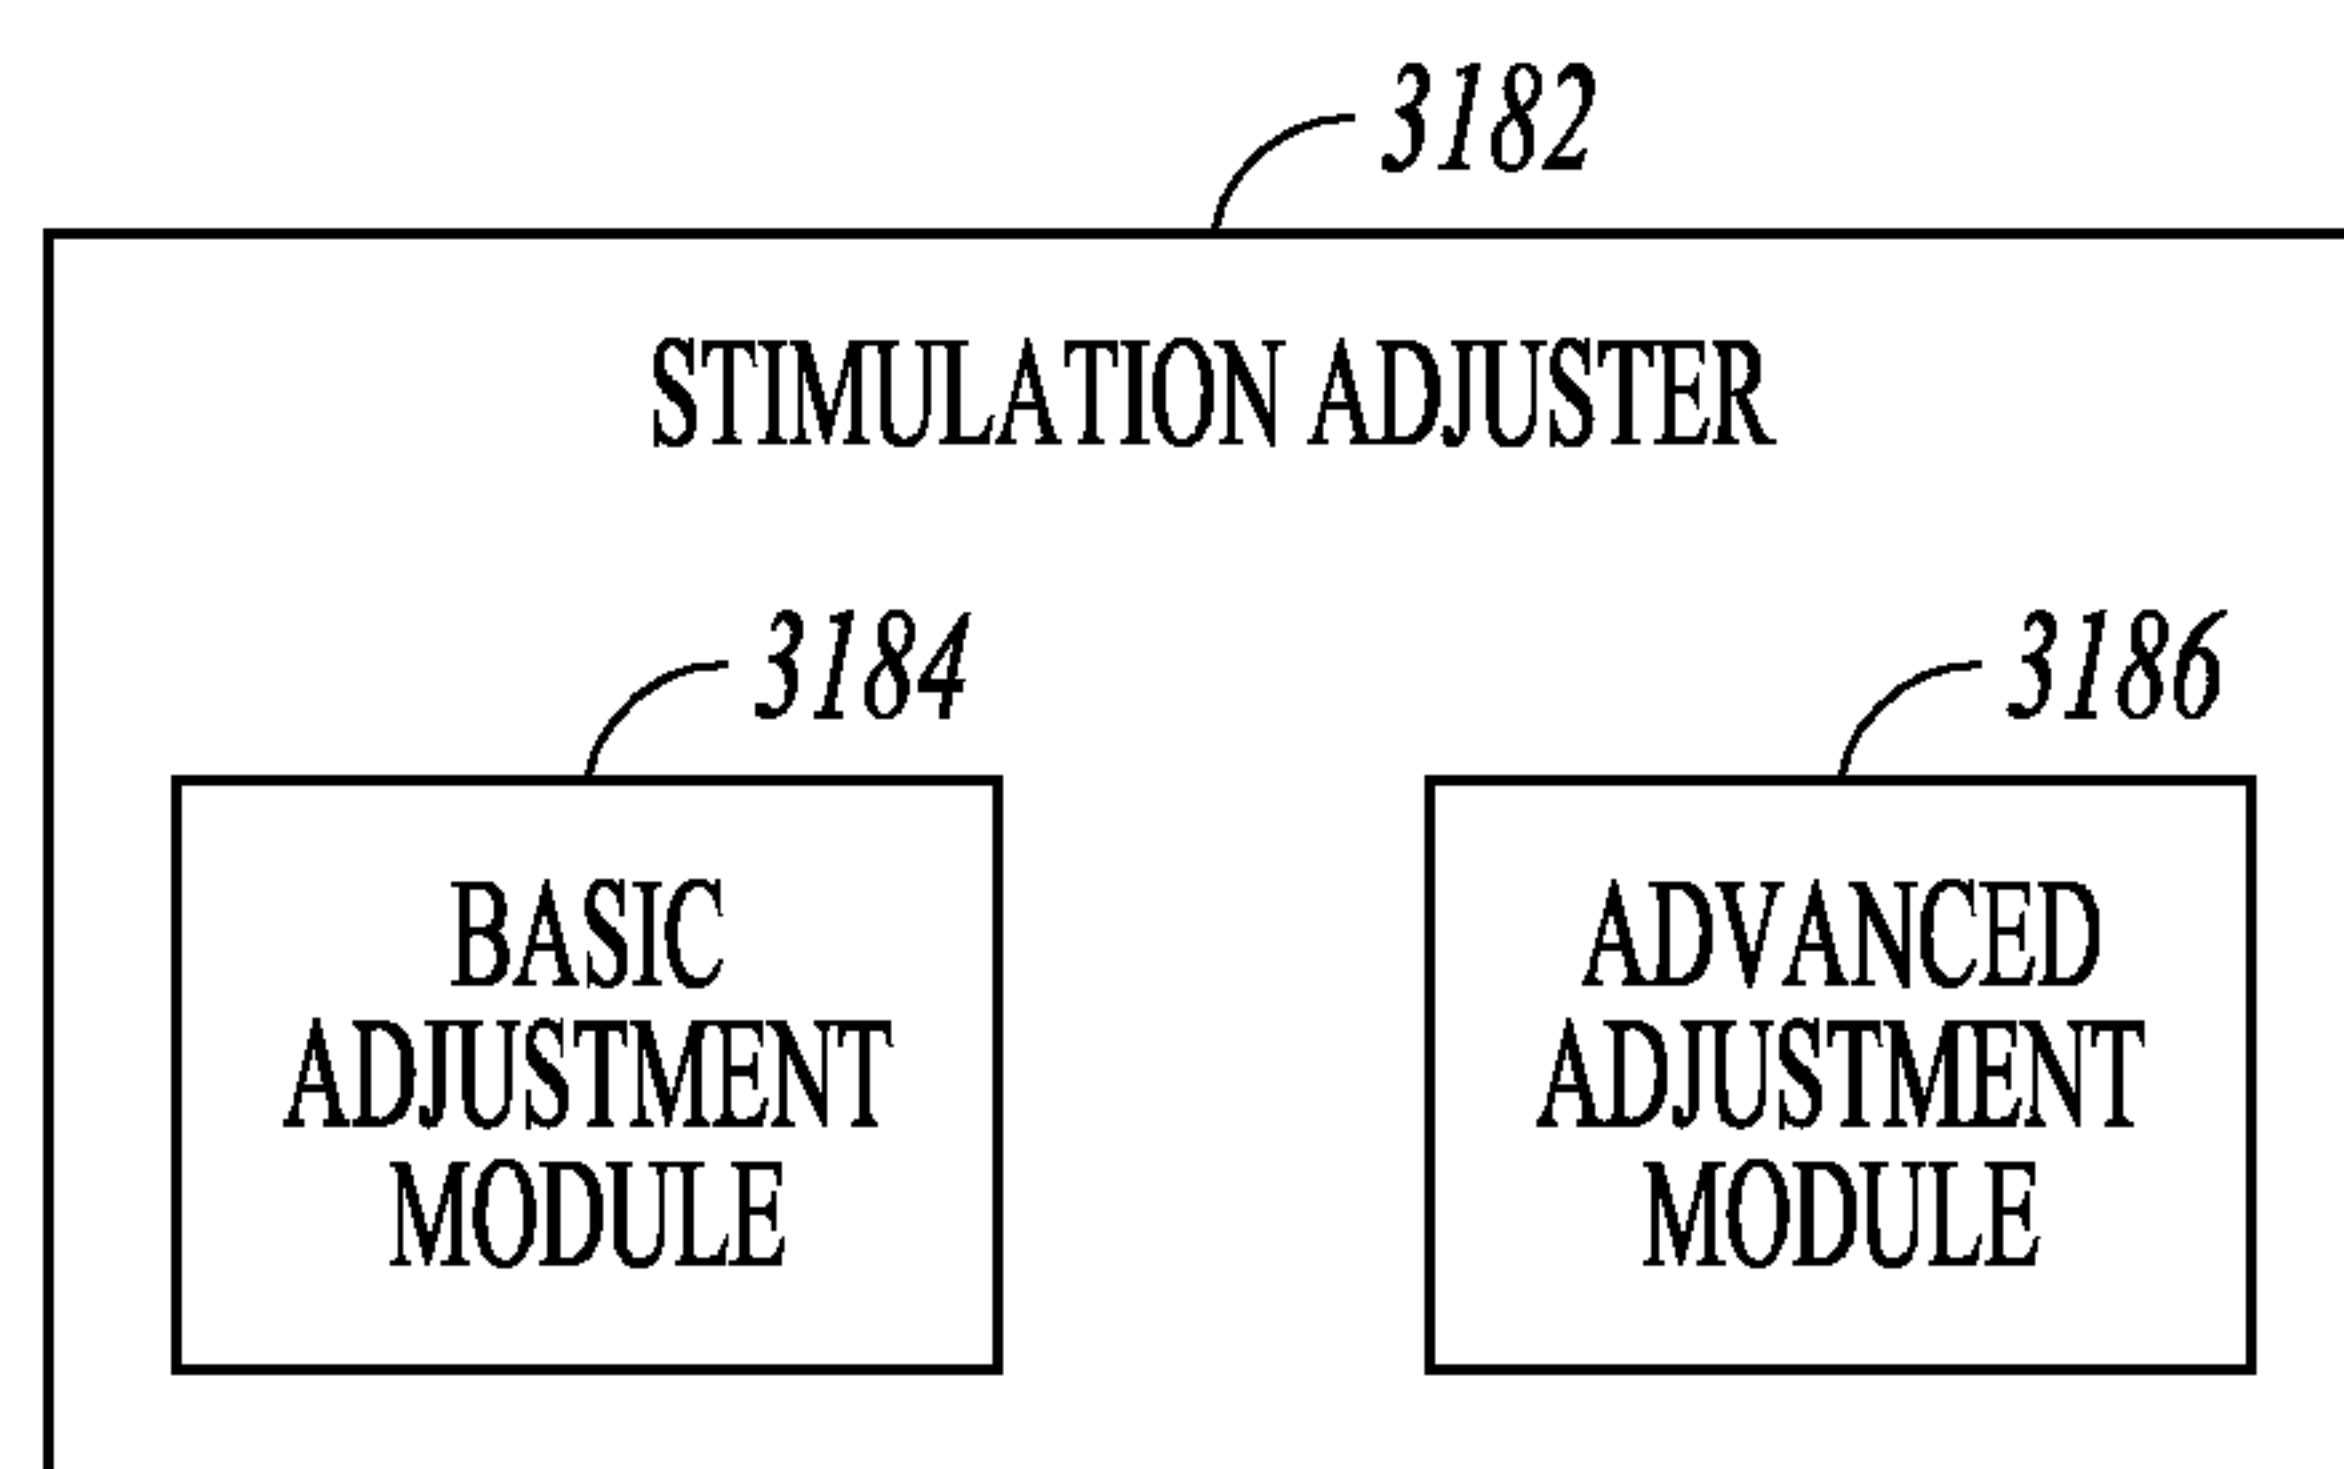 3182
STIMULATION ADJUSTER
3184
3186
BASIC
ADJUSTMENT
MODULE
ADVANCED
ADJUSTMENT
MODULE